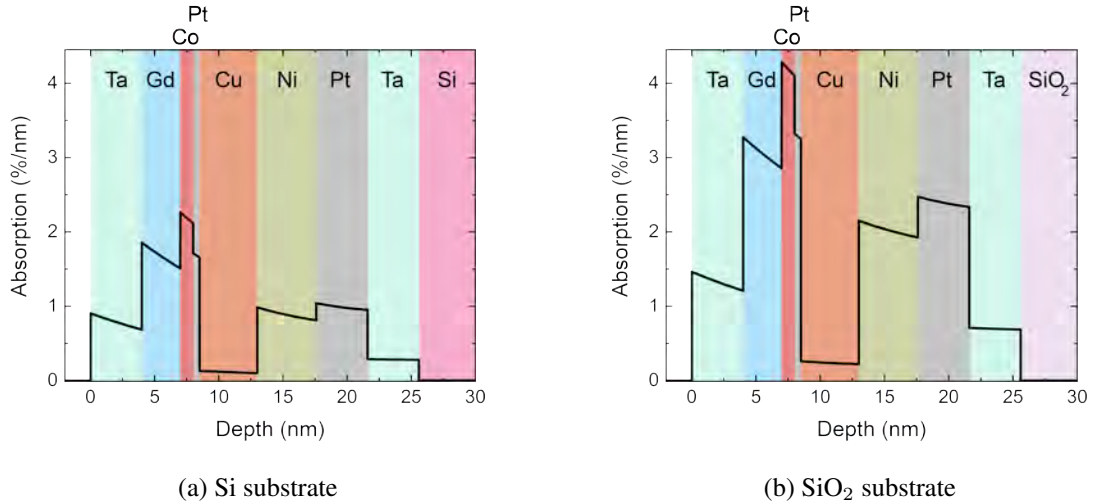 Pt
Co
Ta Gd Cu Ni Pt Ta Si
4
3
2
1
0
Absorption (%/nm)
0 5 10 15 20 25 30
Depth (nm)
(a) Si substrate
Pt
Co
Ta Gd Cu Ni Pt Ta SiO₂
4
3
2
1
0
Absorption (%/nm)
0 5 10 15 20 25 30
Depth (nm)
(b) SiO₂ substrate